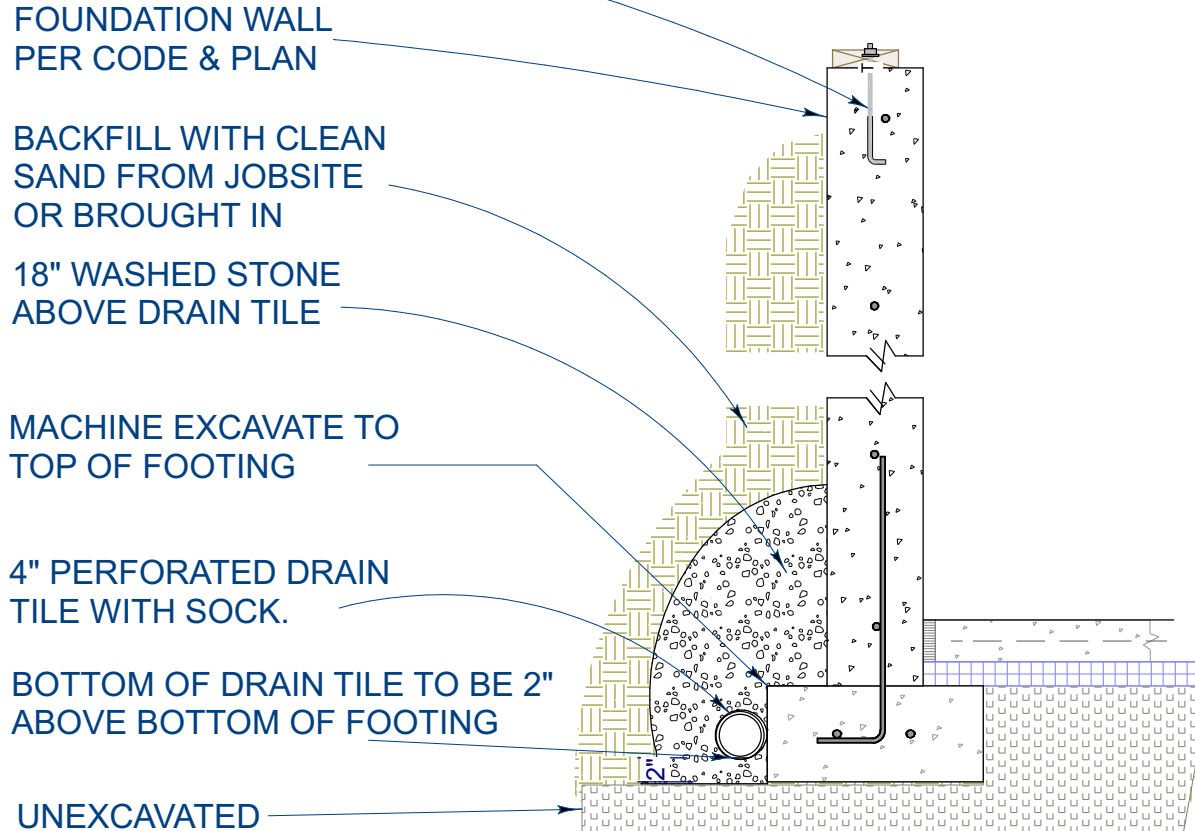 FOUNDATION WALL
PER CODE & PLAN
BACKFILL WITH CLEAN
SAND FROM JOBSITE
OR BROUGHT IN
18" WASHED STONE
ABOVE DRAIN TILE
MACHINE EXCAVATE TO
TOP OF FOOTING
4" PERFORATED DRAIN
TILE WITH SOCK.
BOTTOM OF DRAIN TILE TO BE 2"
ABOVE BOTTOM OF FOOTING
2"
UNEXCAVATED